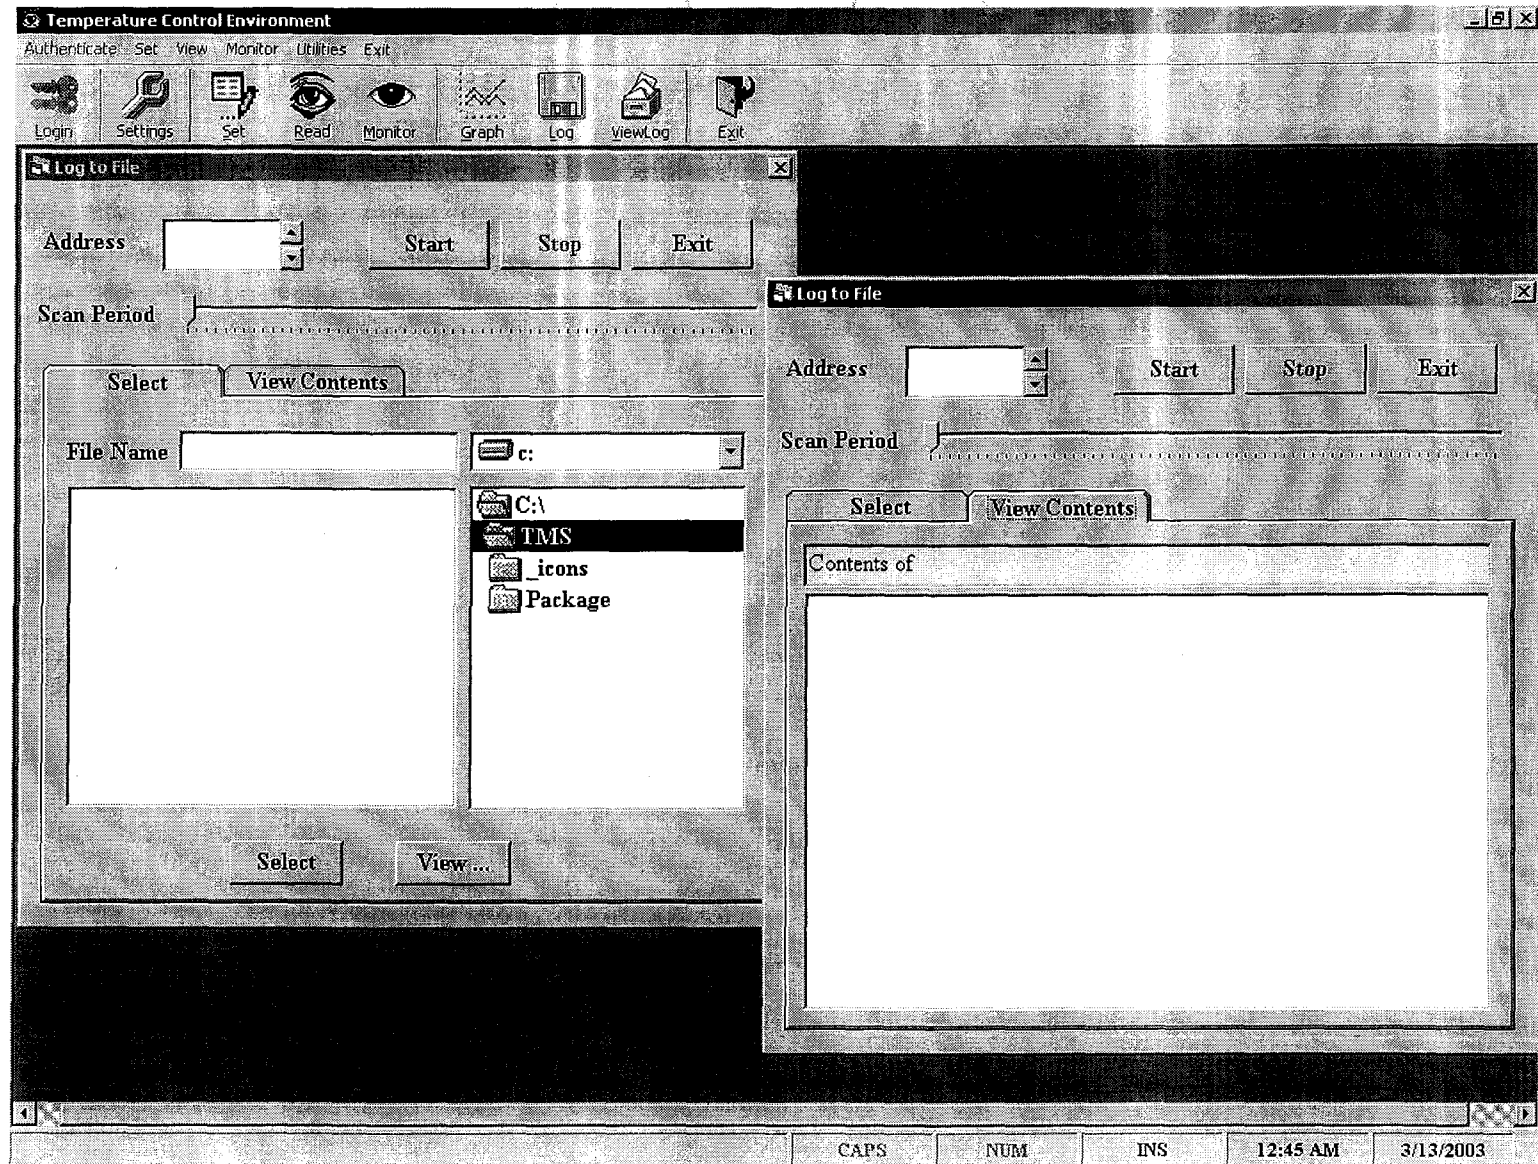 Temperature Control Environment
Authenticate Set View Monitor Utilities Exit
Login Settings Set Read Monitor Graph Log ViewLog Exit
Log to File
Address Start Stop Exit
Scan Period
Select View Contents
File Name c:
C:\
TMS
_icons
Package
Select View ...
Log to File
Address Start Stop Exit
Scan Period
Select View Contents
Contents of
CAPS NUM INS 12:45 AM 3/13/2003